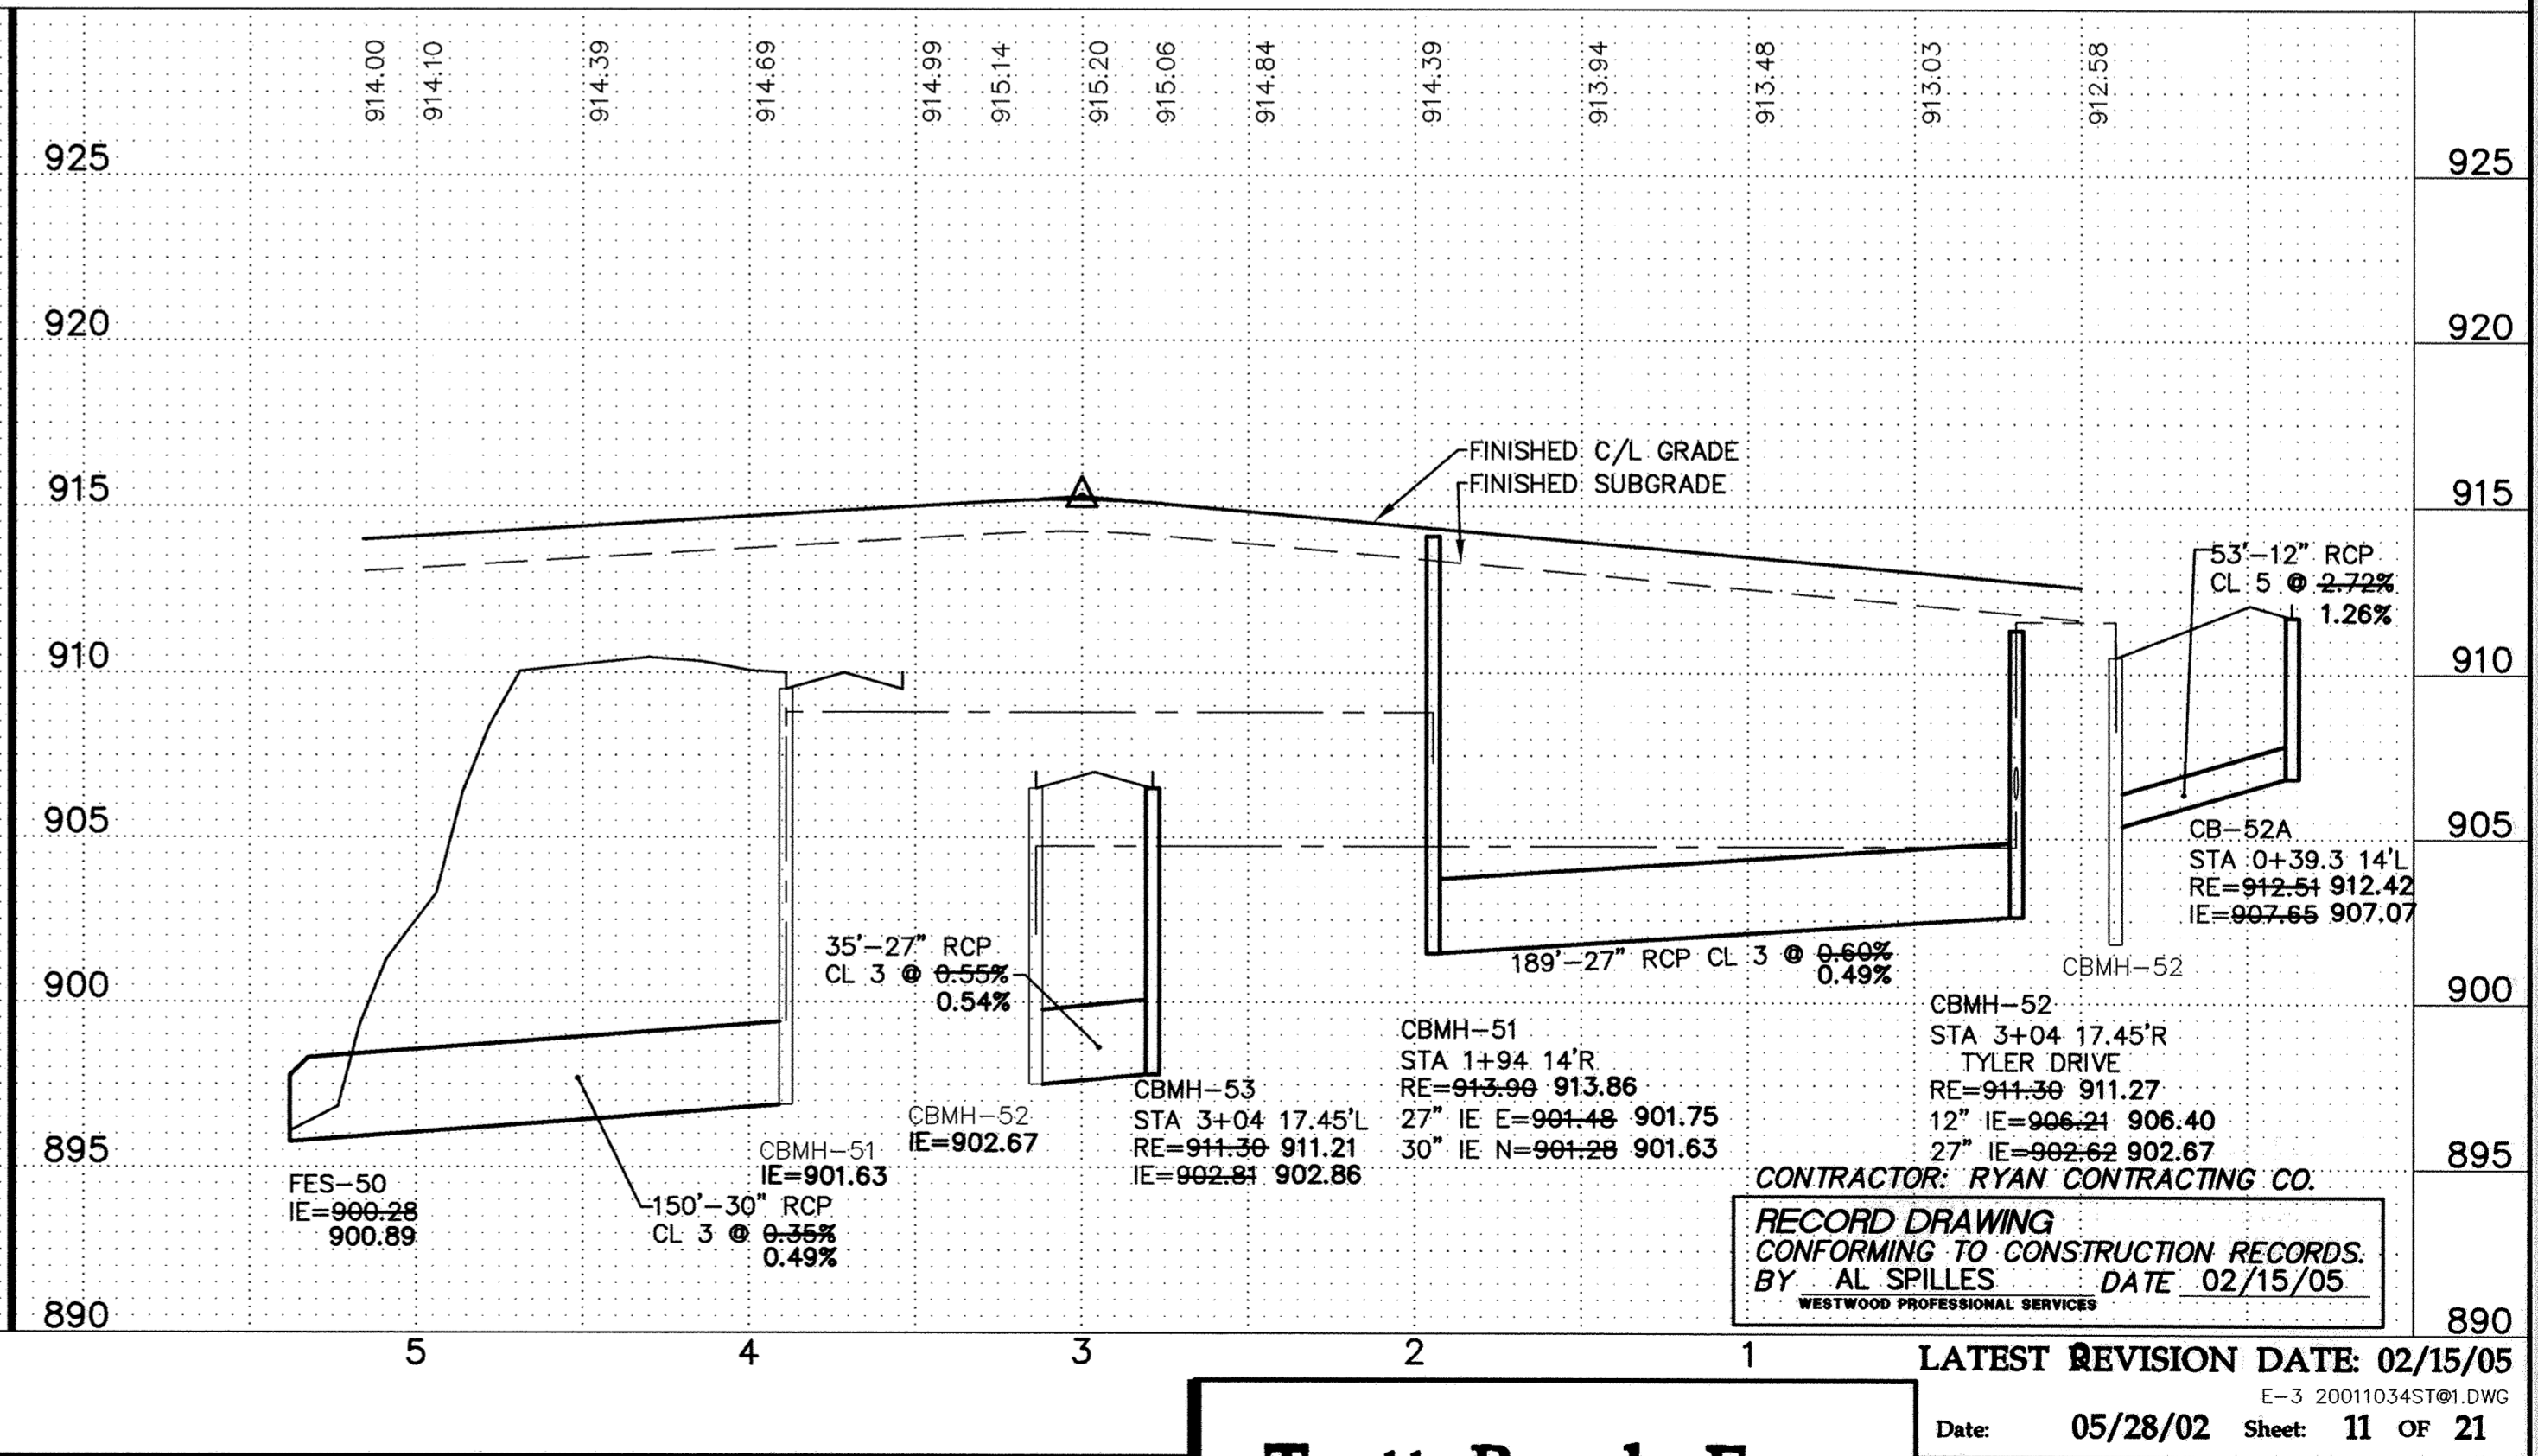 914.00
914.10
914.39
914.69
914.99
915.14
915.20
915.06
914.84
914.39
913.94
913.48
913.03
912.58
925
925
920
920
915
915
910
910
905
905
900
900
895
895
890
890
FINISHED C/L GRADE
FINISHED SUBGRADE
53'-12" RCP
CL 5 @ 2.72%
1.26%
CB-52A
STA 0+39.3 14'L
RE=912.51 912.42
IE=907.65 907.07
35'-27" RCP
CL 3 @ 0.55%
0.54%
189'-27" RCP CL 3 @ 0.60%
0.49%
CBMH-52
CBMH-52
STA 3+04 17.45'R
TYLER DRIVE
RE=911.30 911.27
12" IE=906.21 906.40
27" IE=902.62 902.67
CBMH-51
STA 1+94 14'R
RE=913.90 913.86
27" IE E=901.48 901.75
30" IE N=901.28 901.63
CBMH-53
STA 3+04 17.45'L
RE=911.30 911.21
IE=902.81 902.86
CBMH-52
IE=902.67
CBMH-51
IE=901.63
FES-50
IE=900.28
900.89
150'-30" RCP
CL 3 @ 0.35%
0.49%
CONTRACTOR: RYAN CONTRACTING CO.
RECORD DRAWING
CONFORMING TO CONSTRUCTION RECORDS.
BY AL SPILLES DATE 02/15/05
WESTWOOD PROFESSIONAL SERVICES
5 4 3 2 1 0
LATEST REVISION DATE: 02/15/05
E-3 20011034ST@1.DWG
Date: 05/28/02 Sheet: 11 OF 21